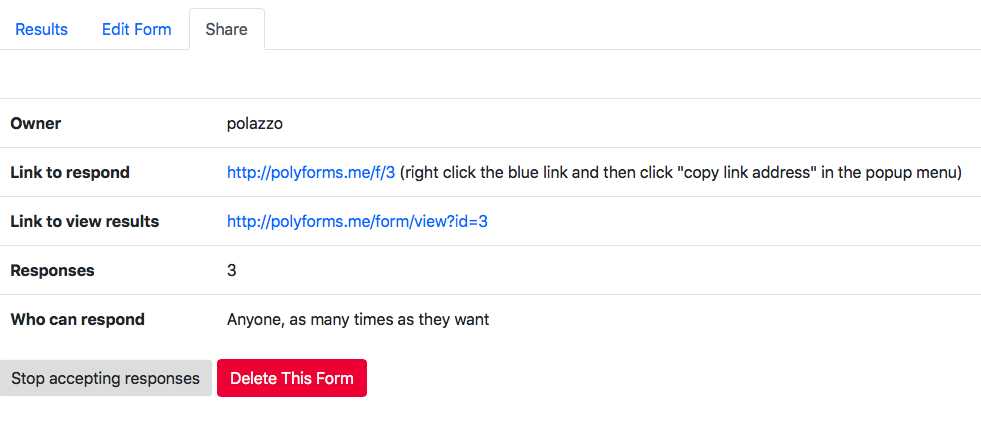 Results Edit Form Share
Owner polazzo
Link to respond http://polyforms.me/f/3 (right click the blue link and then click "copy link address" in the popup menu)
Link to view results http://polyforms.me/form/view?id=3
Responses 3
Who can respond Anyone, as many times as they want
Stop accepting responses Delete This Form